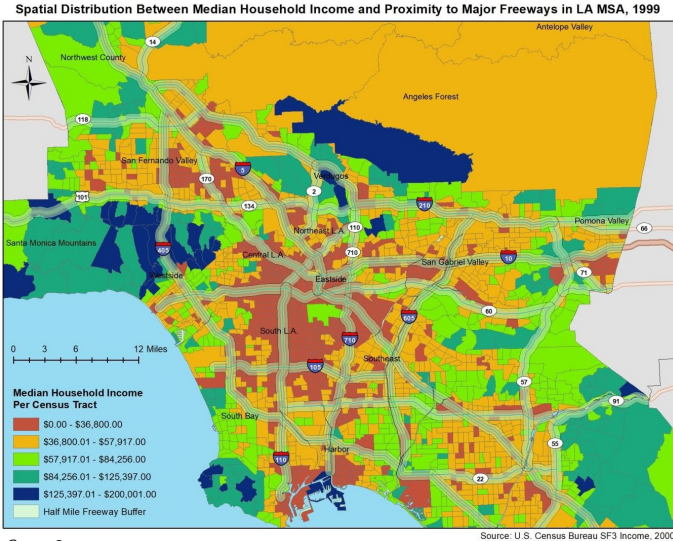 Spatial Distribution Between Median Household Income and Proximity to Major Freeways in LA MSA, 1999
Antelope Valley
14
Northwest County
N
Angeles Forest
118
San Fernando Valley
5
170
Verdugos
2
101
134
210
Pomona Valley
66
Northeast L.A.
110
Santa Monica Mountains
405
Central L.A.
710
San Gabriel Valley
10
71
Westside
Eastside
60
605
South L.A.
710
0 3 6 12 Miles
Southeast
105
57
91
Median Household Income
Per Census Tract
$0.00 - $36,800.00
$36,800.01 - $57,917.00
$57,917.01 - $84,256.00
$84,256.01 - $125,397.00
$125,397.01 - $200,001.00
Half Mile Freeway Buffer
South Bay
55
Harbor
110
22
Source: U.S. Census Bureau SF3 Income, 2000